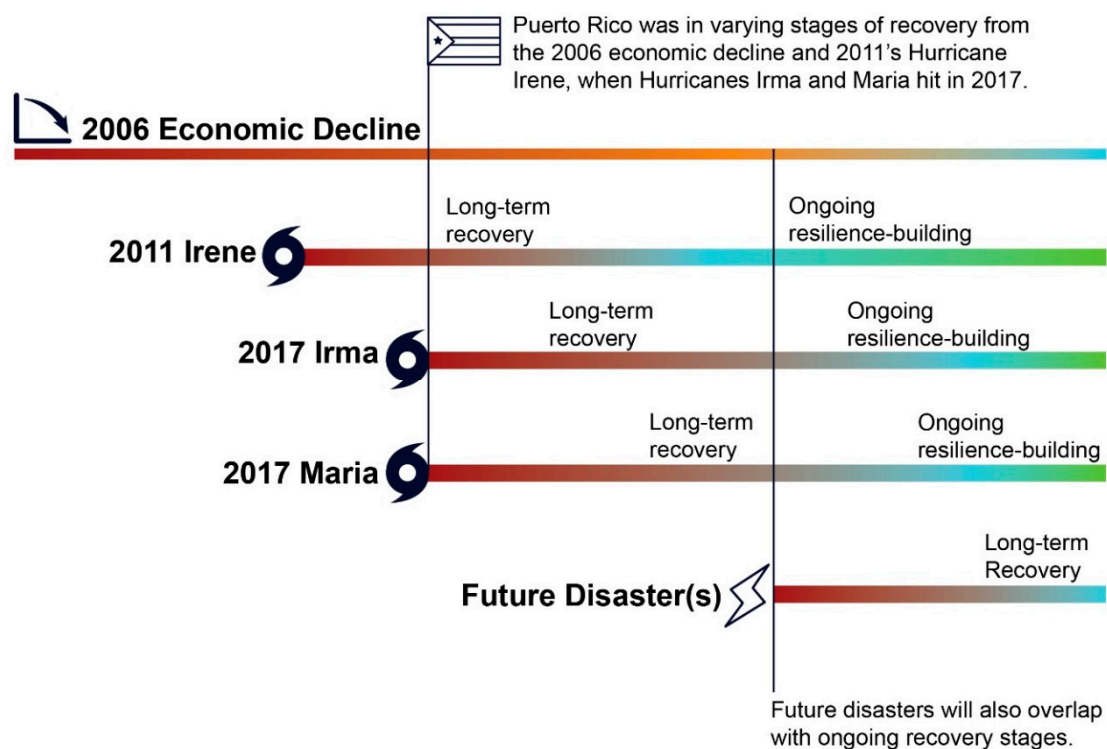 Puerto Rico was in varying stages of recovery from
the 2006 economic decline and 2011’s Hurricane
Irene, when Hurricanes Irma and Maria hit in 2017.
2006 Economic Decline
Long-term
recovery
Ongoing
resilience-building
2011 Irene
Long-term
recovery
Ongoing
resilience-building
2017 Irma
Long-term
recovery
Ongoing
resilience-building
2017 Maria
Long-term
Recovery
Future Disaster(s)
Future disasters will also overlap
with ongoing recovery stages.